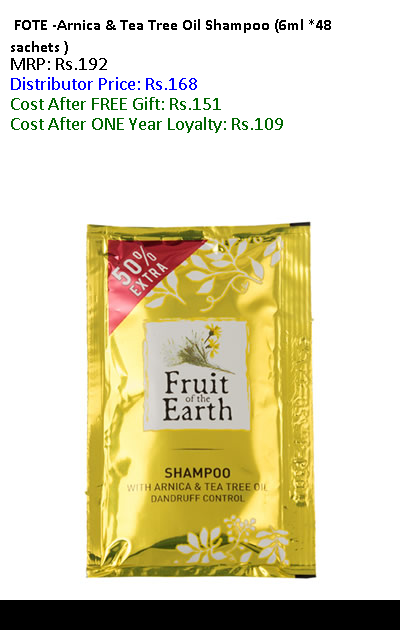 FOTE -Arnica & Tea Tree Oil Shampoo (6ml *48
sachets )
MRP: Rs.192
Distributor Price: Rs.168
Cost After FREE Gift: Rs.151
Cost After ONE Year Loyalty: Rs.109
50%
EXTRA
Fruit
of the
Earth
SHAMPOO
WITH ARNICA & TEA TREE OIL
DANDRUFF CONTROL